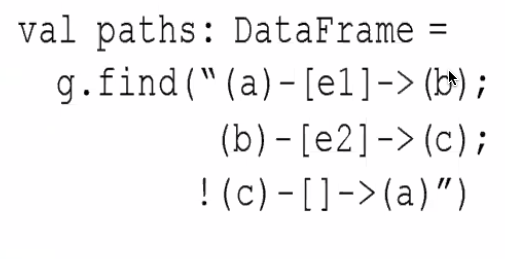 val paths: DataFrame =
g.find(“(a)-[e1]->(b);
(b)-[e2]->(c);
!(c)-[]->(a)”)